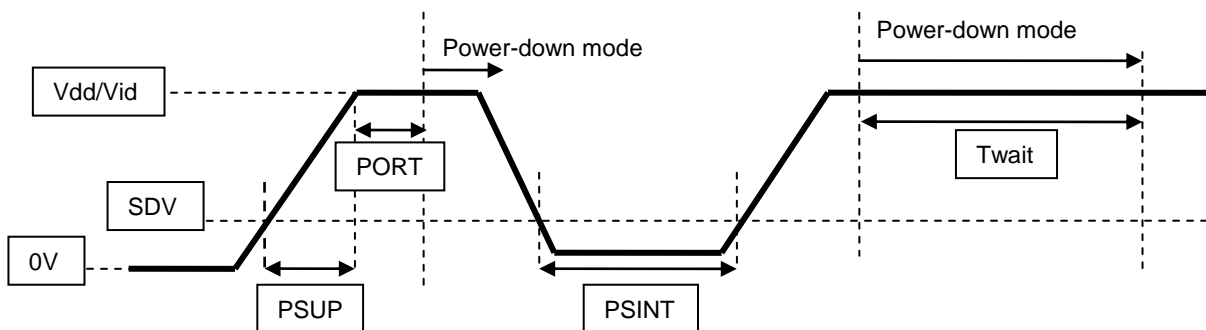 Power-down mode
Power-down mode
Vdd/Vid
PORT
Twait
SDV
0V
PSUP
PSINT